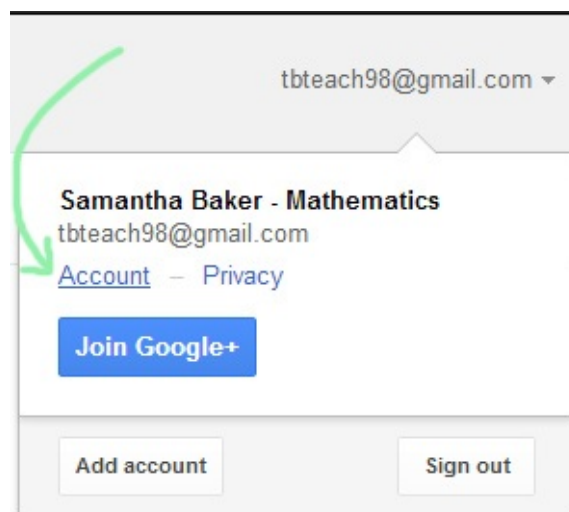 tbteach98@gmail.com
Samantha Baker - Mathematics
tbteach98@gmail.com
Account – Privacy
Join Google+
Add account Sign out